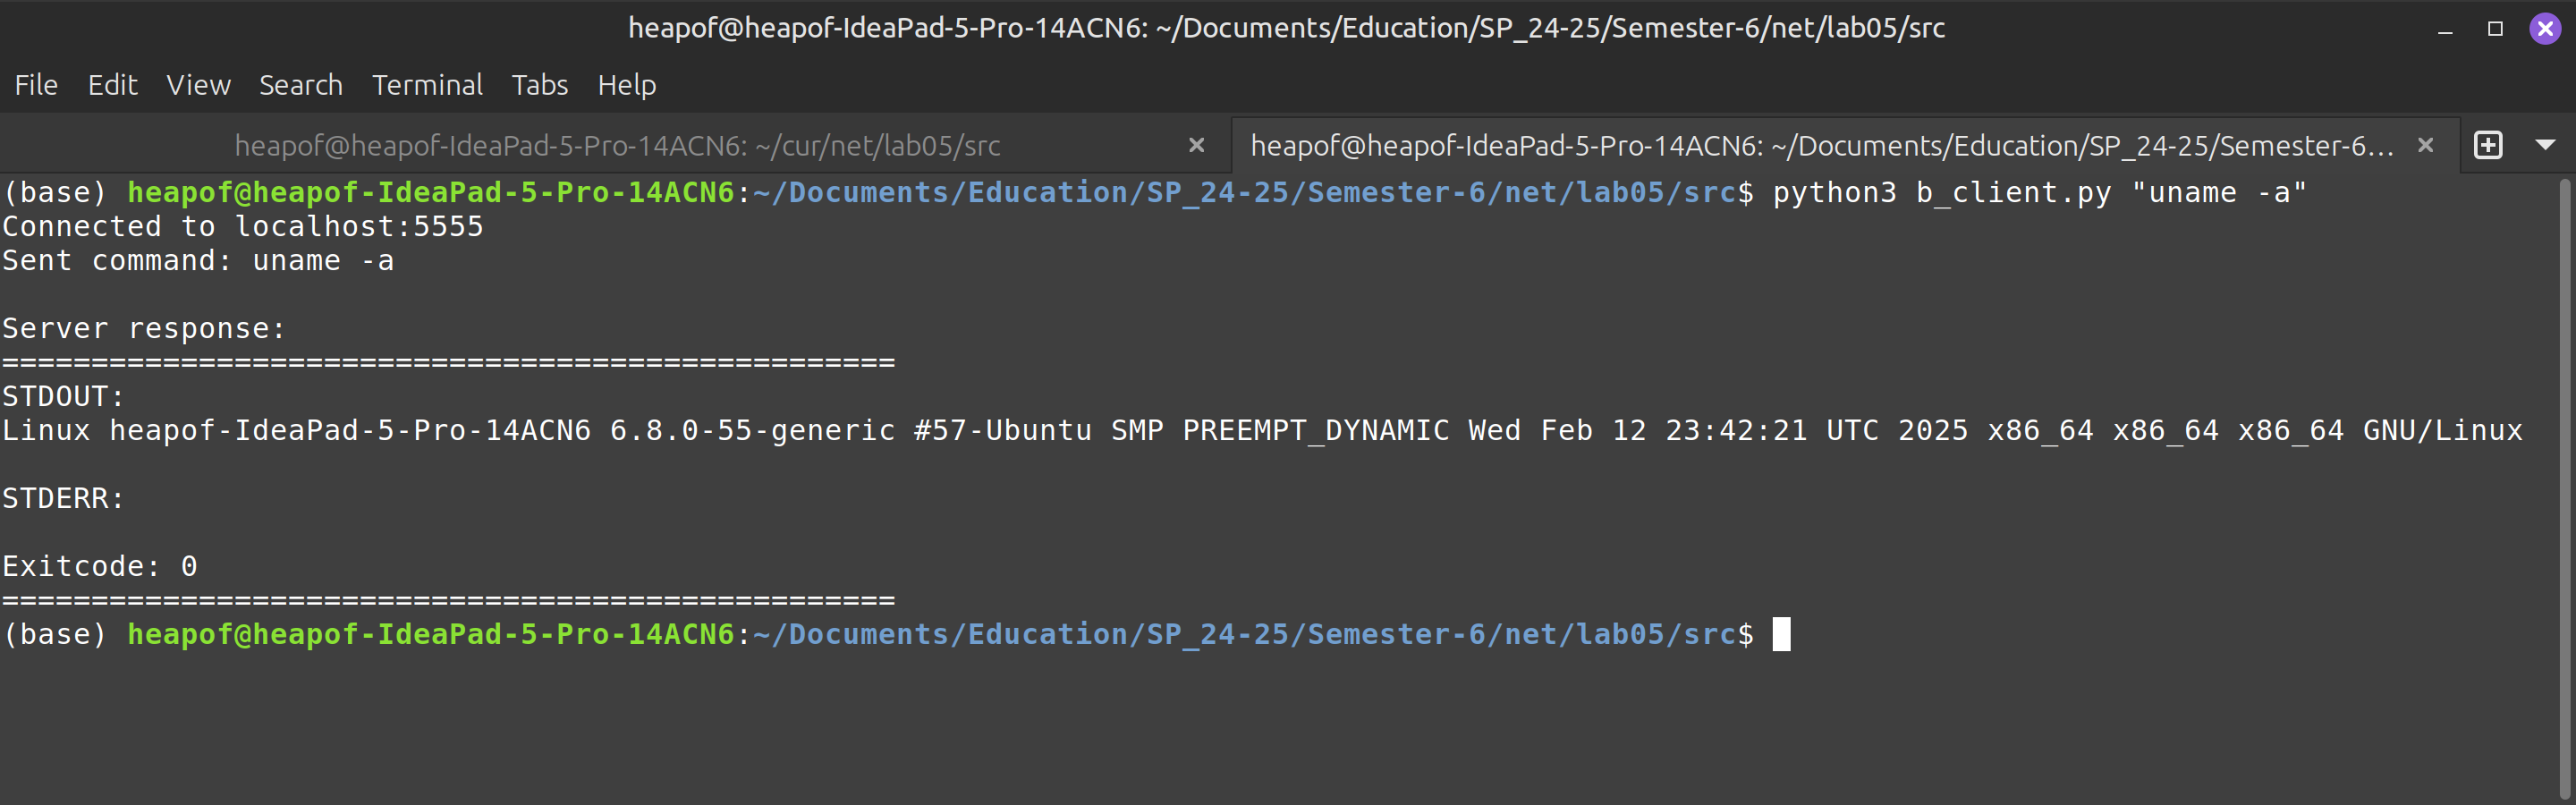 heapof@heapof-IdeaPad-5-Pro-14ACN6: ~/Documents/Education/SP_24-25/Semester-6/net/lab05/src
File Edit View Search Terminal Tabs Help
heapof@heapof-IdeaPad-5-Pro-14ACN6: ~/cur/net/lab05/src
heapof@heapof-IdeaPad-5-Pro-14ACN6: ~/Documents/Education/SP_24-25/Semester-6...
(base) heapof@heapof-IdeaPad-5-Pro-14ACN6:~/Documents/Education/SP_24-25/Semester-6/net/lab05/src$ python3 b_client.py "uname -a"
Connected to localhost:5555
Sent command: uname -a
Server response:
==================================================
STDOUT:
Linux heapof-IdeaPad-5-Pro-14ACN6 6.8.0-55-generic #57-Ubuntu SMP PREEMPT_DYNAMIC Wed Feb 12 23:42:21 UTC 2025 x86_64 x86_64 x86_64 GNU/Linux
STDERR:
Exitcode: 0
==================================================
(base) heapof@heapof-IdeaPad-5-Pro-14ACN6:~/Documents/Education/SP_24-25/Semester-6/net/lab05/src$